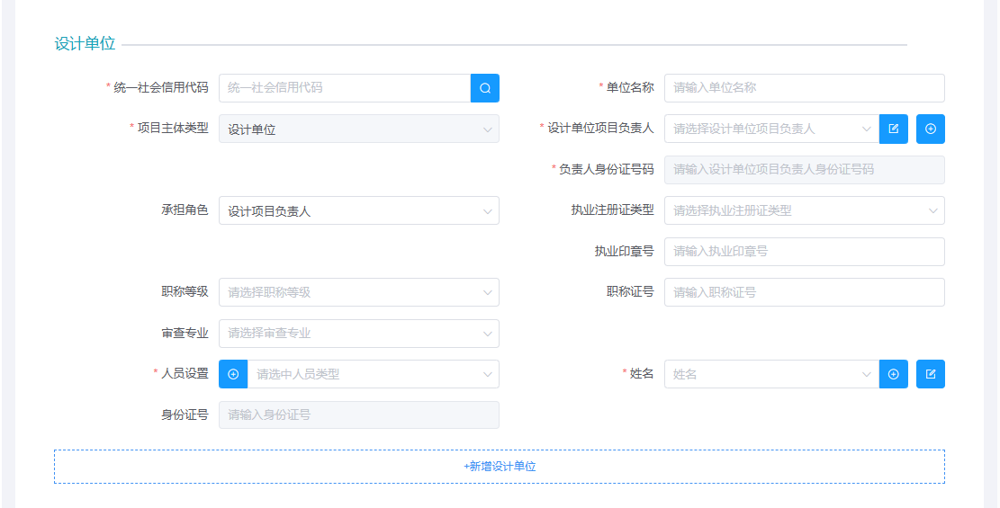 设计单位
* 统一社会信用代码 统一社会信用代码 * 单位名称 请输入单位名称
* 项目主体类型 设计单位 * 设计单位项目负责人 请选择设计单位项目负责人
* 负责人身份证号码 请输入设计单位项目负责人身份证号码
承担角色 设计项目负责人 执业注册证类型 请选择执业注册证类型
执业印章号 请输入执业印章号
职称等级 请选择职称等级 职称证号 请输入职称证号
审查专业 请选择审查专业
* 人员设置 请选中人员类型 * 姓名 姓名
身份证号 请输入身份证号
+新增设计单位